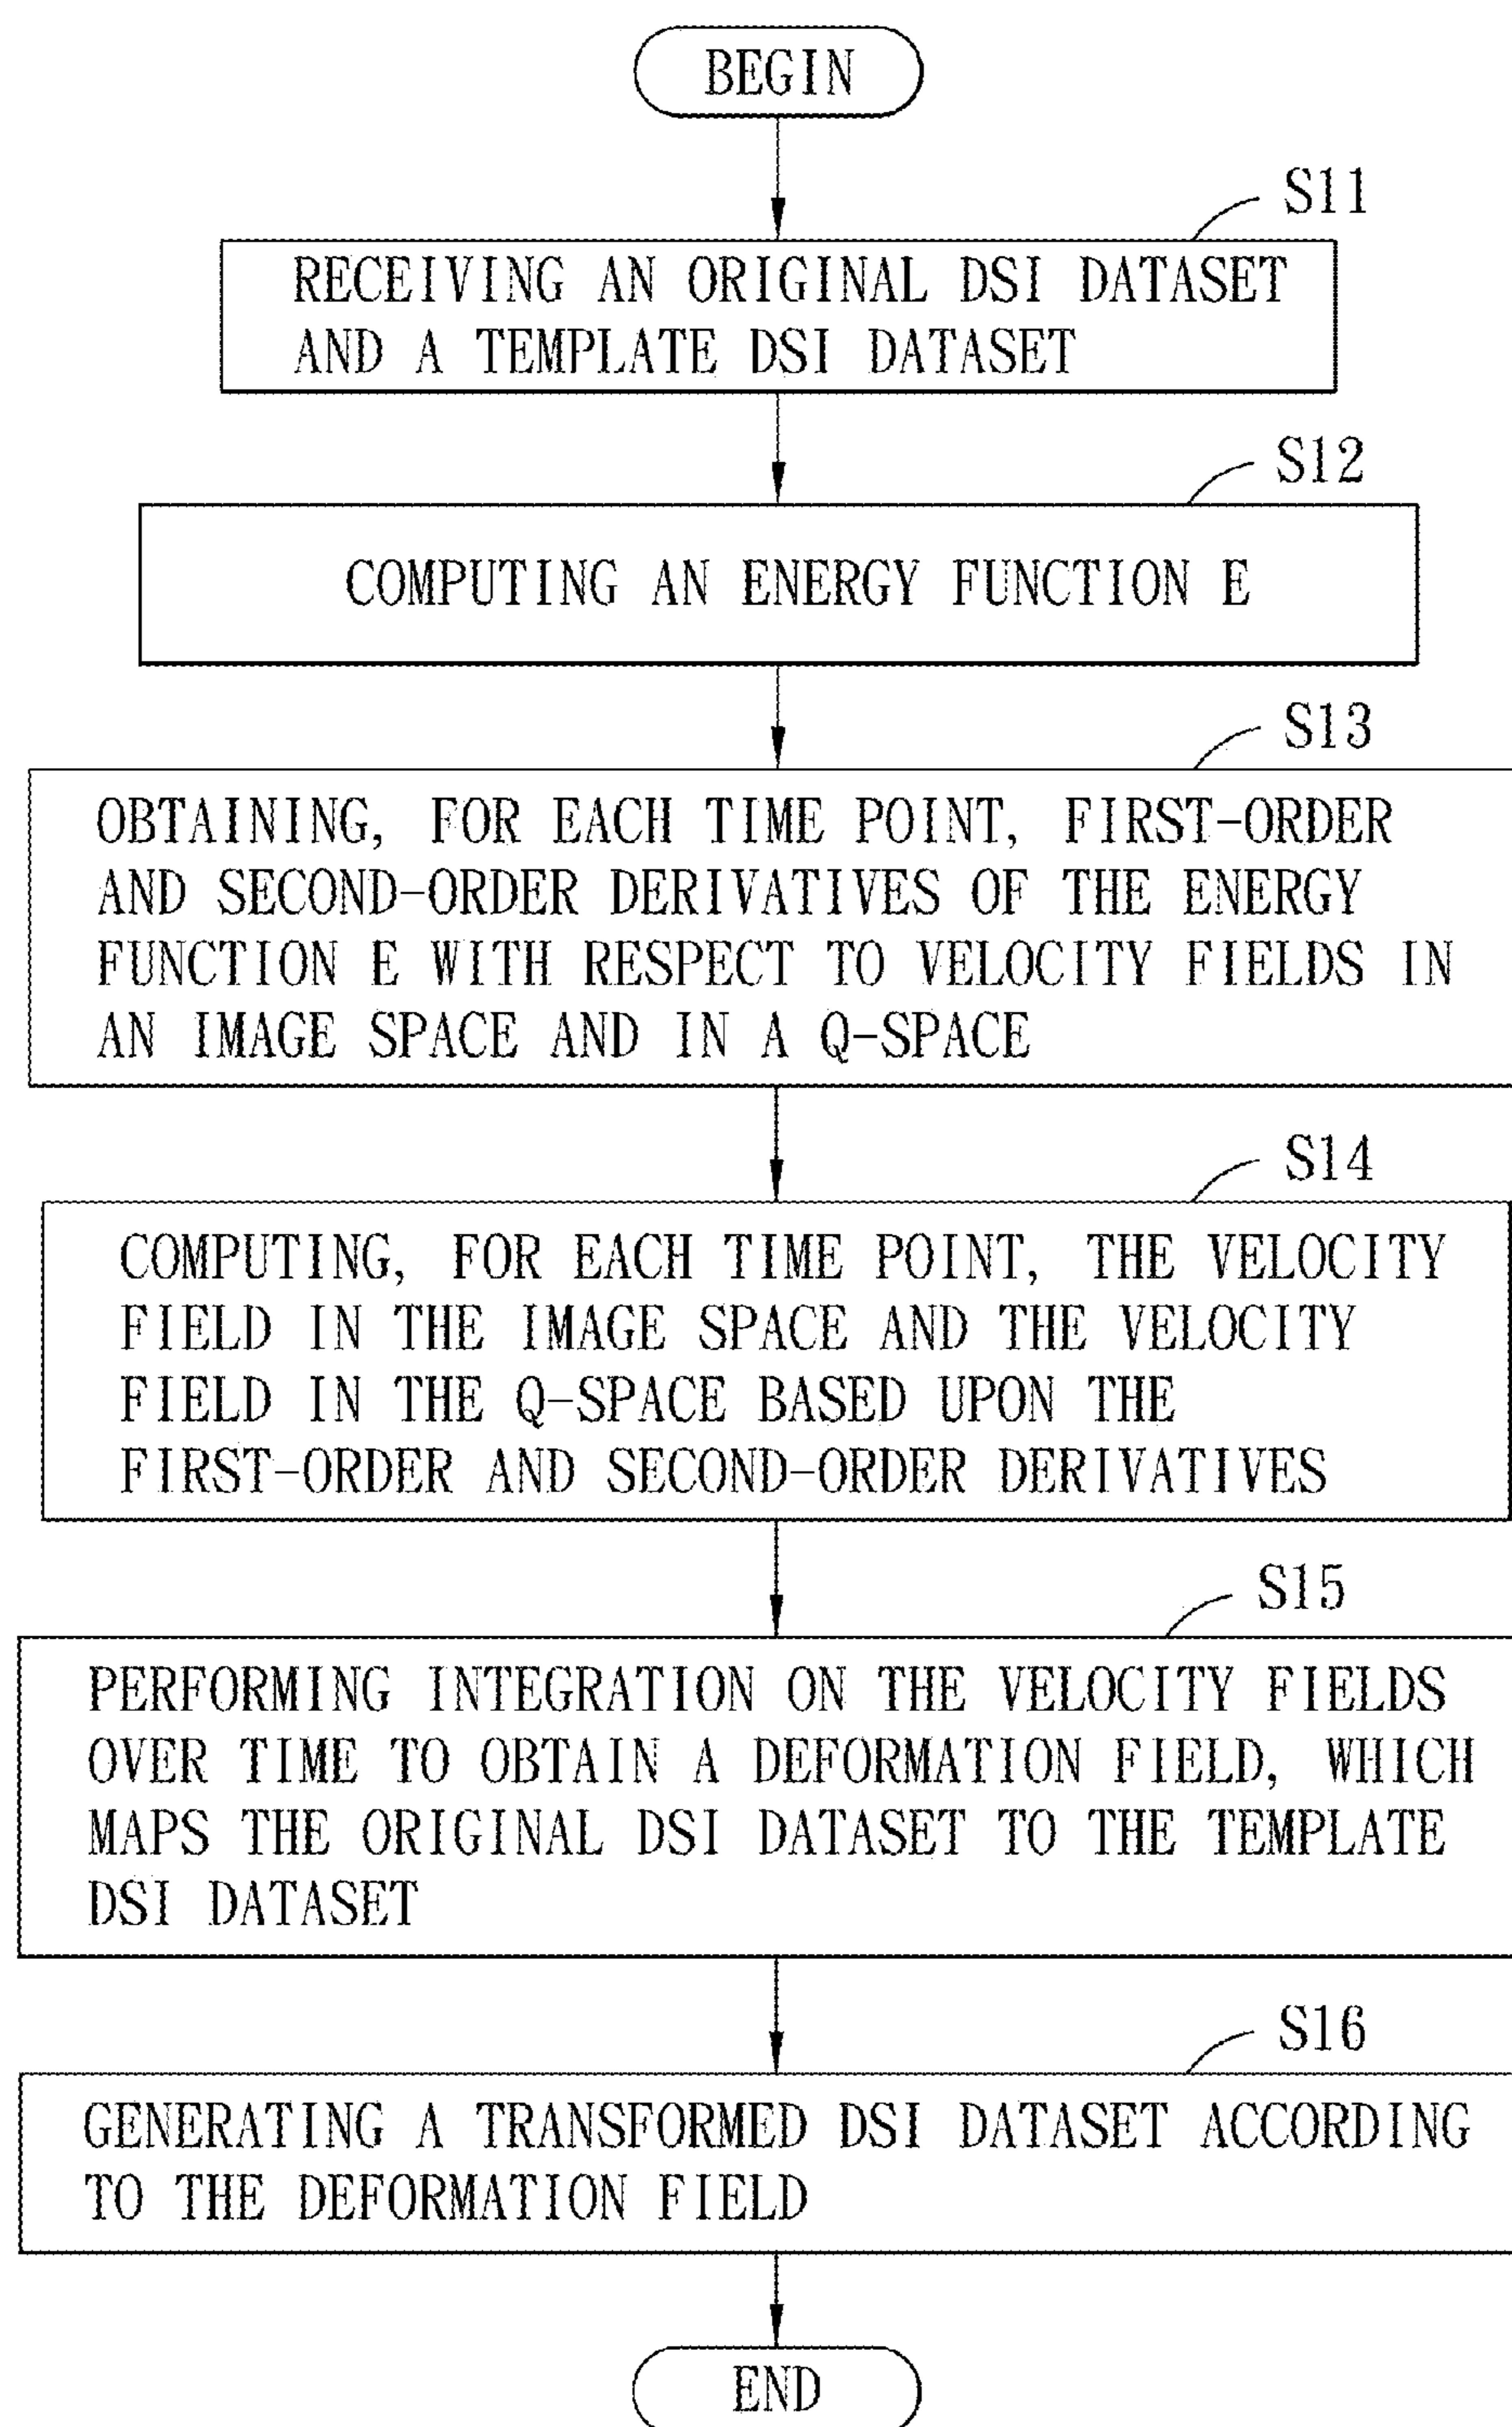 BEGIN
S11
RECEIVING AN ORIGINAL DSI DATASET
AND A TEMPLATE DSI DATASET
S12
COMPUTING AN ENERGY FUNCTION E
S13
OBTAINING, FOR EACH TIME POINT, FIRST-ORDER
AND SECOND-ORDER DERIVATIVES OF THE ENERGY
FUNCTION E WITH RESPECT TO VELOCITY FIELDS IN
AN IMAGE SPACE AND IN A Q-SPACE
S14
COMPUTING, FOR EACH TIME POINT, THE VELOCITY
FIELD IN THE IMAGE SPACE AND THE VELOCITY
FIELD IN THE Q-SPACE BASED UPON THE
FIRST-ORDER AND SECOND-ORDER DERIVATIVES
S15
PERFORMING INTEGRATION ON THE VELOCITY FIELDS
OVER TIME TO OBTAIN A DEFORMATION FIELD, WHICH
MAPS THE ORIGINAL DSI DATASET TO THE TEMPLATE
DSI DATASET
S16
GENERATING A TRANSFORMED DSI DATASET ACCORDING
TO THE DEFORMATION FIELD
END